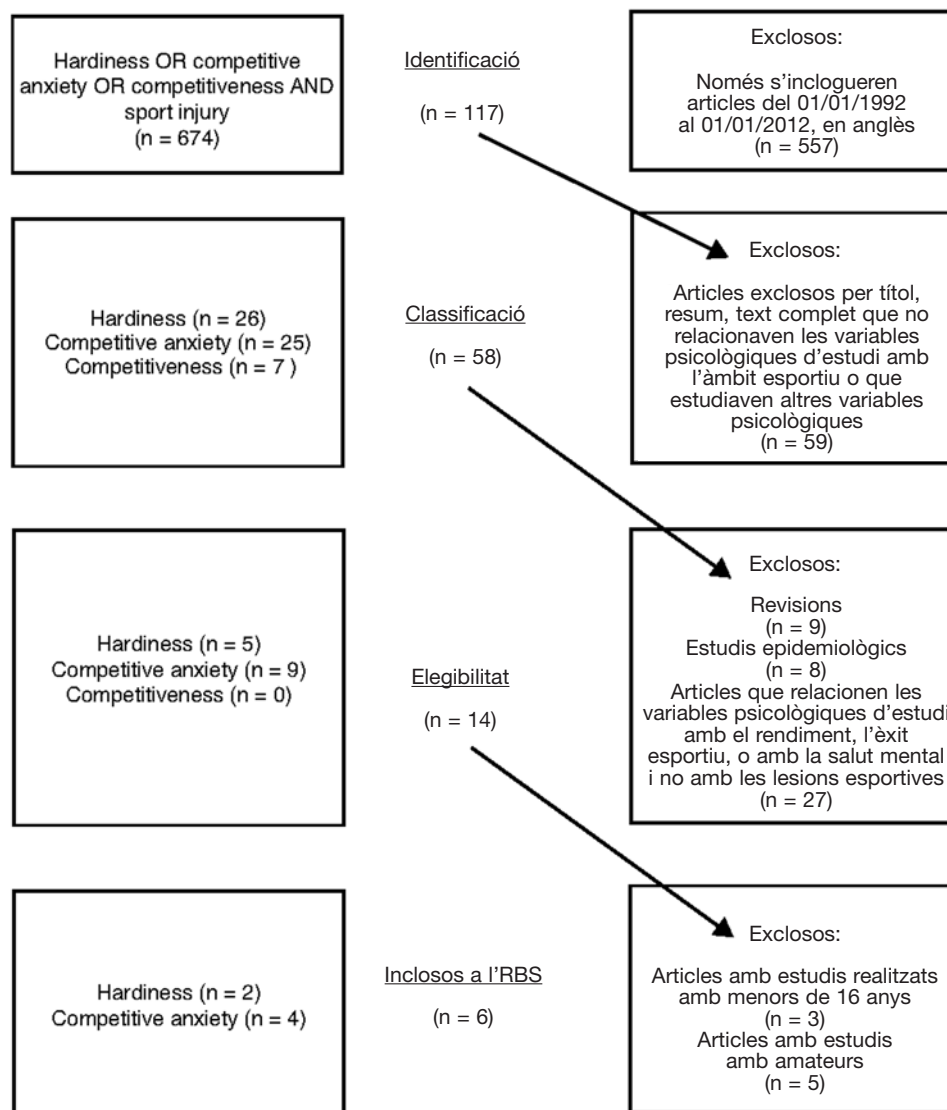 Hardiness OR competitive
anxiety OR competitiveness AND
sport injury
(n = 674)
Identificació
(n = 117)
Exclosos:
Només s'inclogueren
articles del 01/01/1992
al 01/01/2012, en anglès
(n = 557)
Hardiness (n = 26)
Competitive anxiety (n = 25)
Competitiveness (n = 7 )
Classificació
(n = 58)
Exclosos:
Articles exclosos per títol,
resum, text complet que no
relacionaven les variables
psicològiques d'estudi amb
l'àmbit esportiu o que
estudiaven altres variables
psicològiques
(n = 59)
Hardiness (n = 5)
Competitive anxiety (n = 9)
Competitiveness (n = 0)
Elegibilitat
(n = 14)
Exclosos:
Revisions
(n = 9)
Estudis epidemiològics
(n = 8)
Articles que relacionen les
variables psicològiques d'estudi
amb el rendiment, l'èxit
esportiu, o amb la salut mental
i no amb les lesions esportives
(n = 27)
Hardiness (n = 2)
Competitive anxiety (n = 4)
Inclosos a l'RBS
(n = 6)
Exclosos:
Articles amb estudis realitzats
amb menors de 16 anys
(n = 3)
Articles amb estudis
amb amateurs
(n = 5)